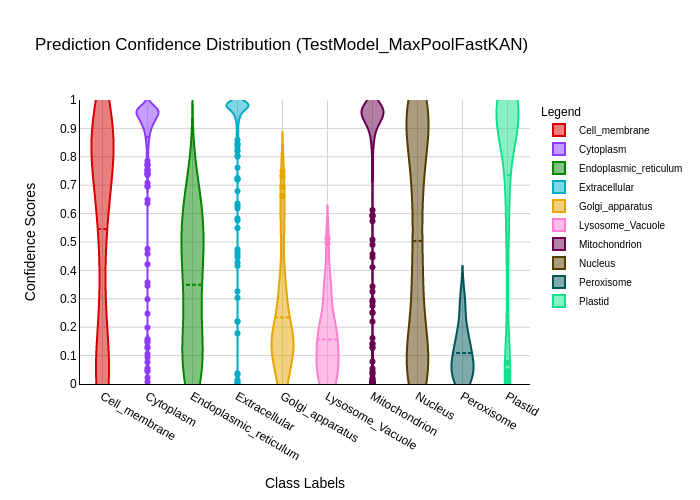 Prediction Confidence Distribution (TestModel_MaxPoolFastKAN)
Confidence Scores
1
0.9
0.8
0.7
0.6
0.5
0.4
0.3
0.2
0.1
0
Cell_membrane
Cytoplasm
Endoplasmic_reticulum
Extracellular
Golgi_apparatus
Lysosome_Vacuole
Mitochondrion
Nucleus
Peroxisome
Plastid
Class Labels
Legend
Cell_membrane
Cytoplasm
Endoplasmic_reticulum
Extracellular
Golgi_apparatus
Lysosome_Vacuole
Mitochondrion
Nucleus
Peroxisome
Plastid